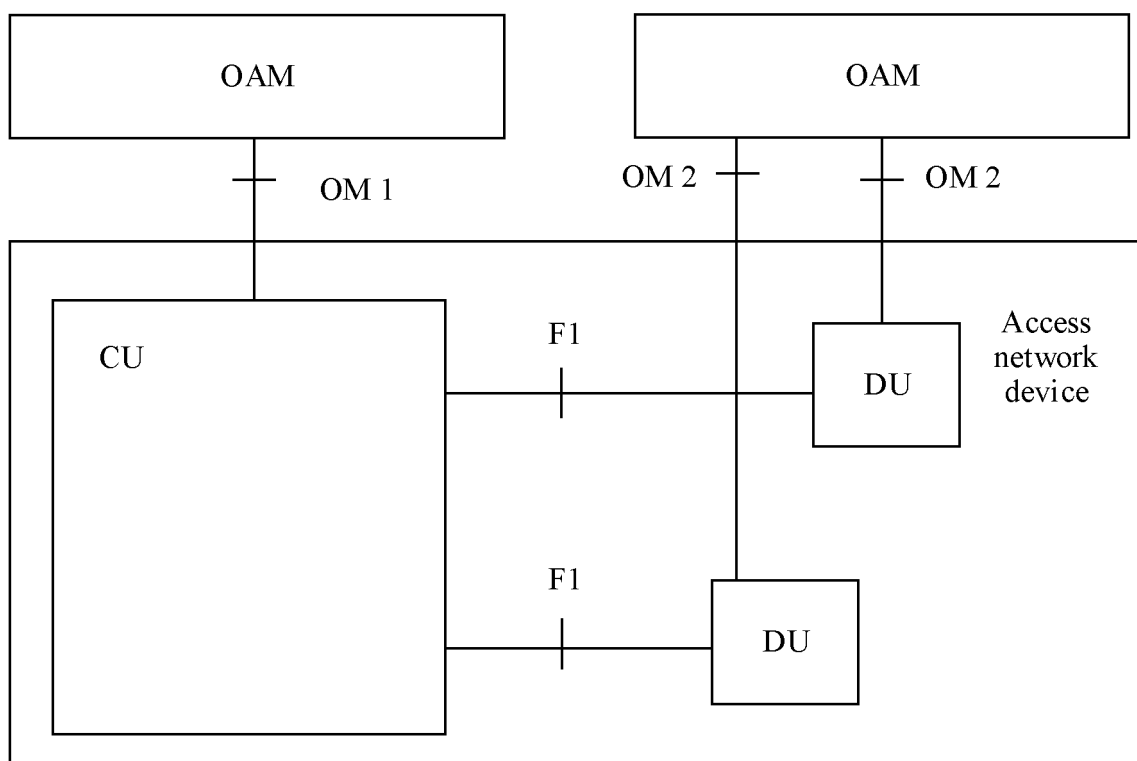 OAM
OAM
OM 1
OM 2
OM 2
CU
F1
DU
Access
network
device
F1
DU